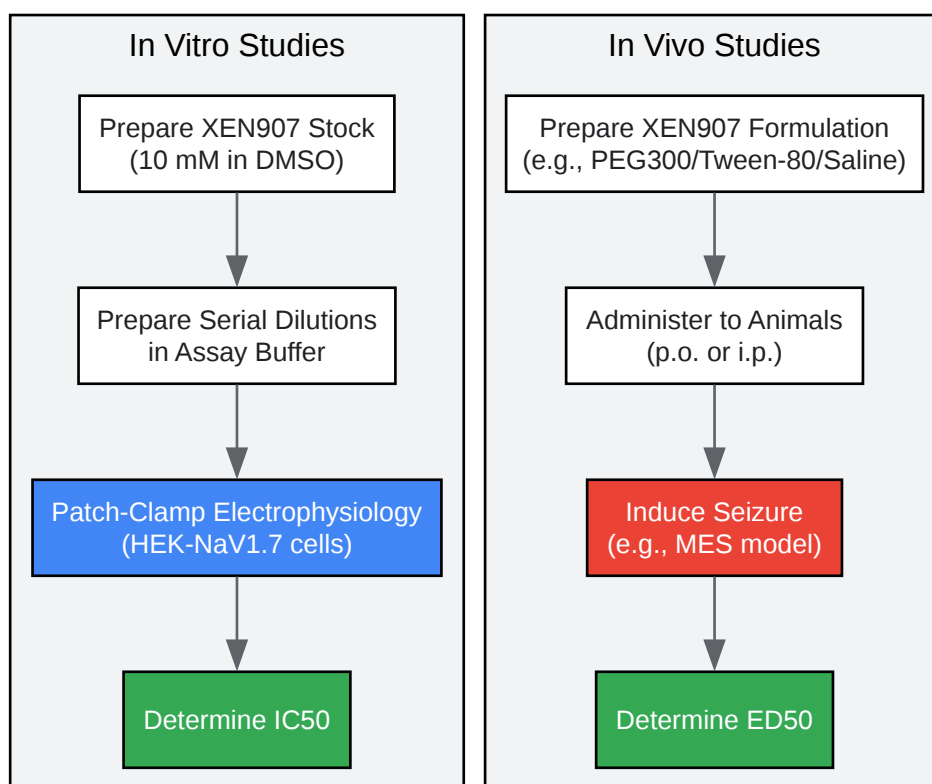 In Vitro Studies
Prepare XEN907 Stock
(10 mM in DMSO)
Prepare Serial Dilutions
in Assay Buffer
Patch-Clamp Electrophysiology
(HEK-NaV1.7 cells)
Determine IC50
In Vivo Studies
Prepare XEN907 Formulation
(e.g., PEG300/Tween-80/Saline)
Administer to Animals
(p.o. or i.p.)
Induce Seizure
(e.g., MES model)
Determine ED50